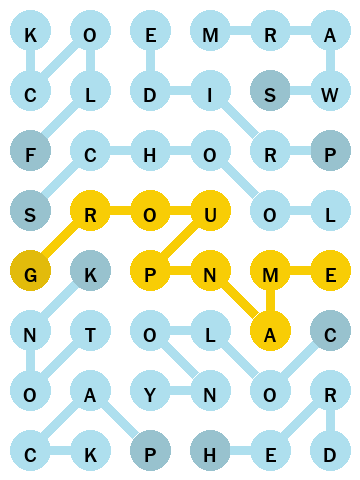 K O E M R A
C L D I S W
F C H O R P
S R O U O L
G K P N M E
N T O L A C
O A Y N O R
C K P H E D